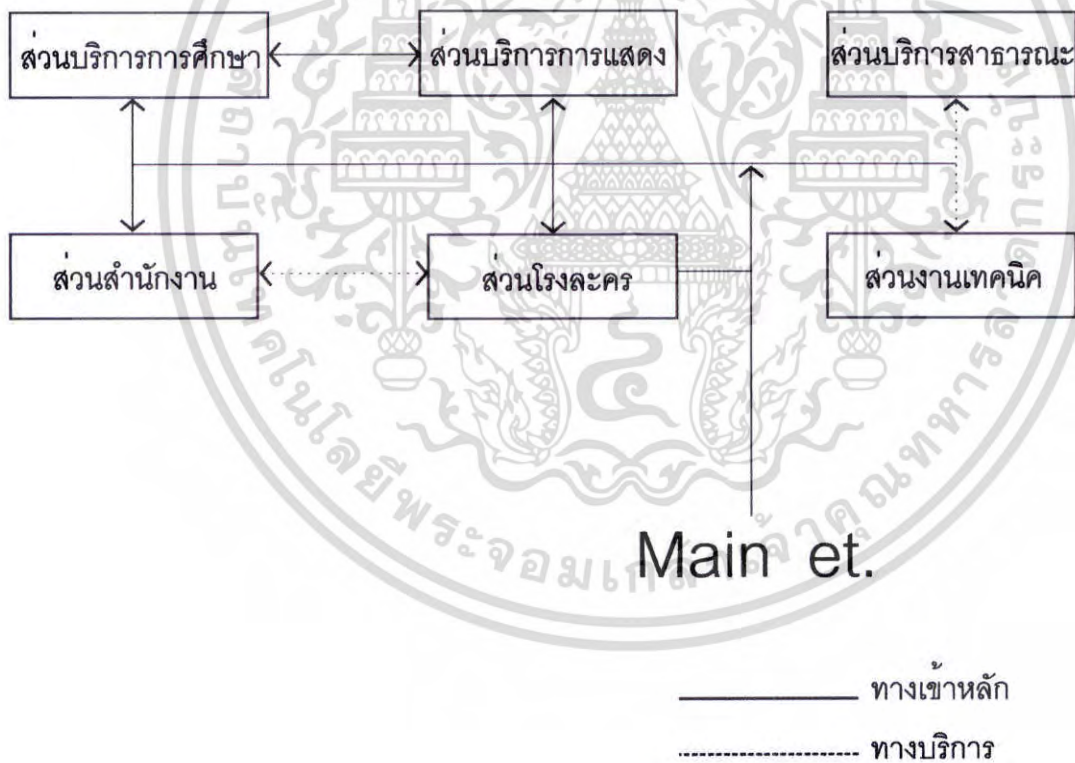 ส่วนบริการการศึกษา ส่วนบริการการแสดง ส่วนบริการสาธารณะ
ส่วนสำนักงาน ส่วนโรงละคร ส่วนงานเทคนิค
Main et.
ทางเข้าหลัก
ทางบริการ